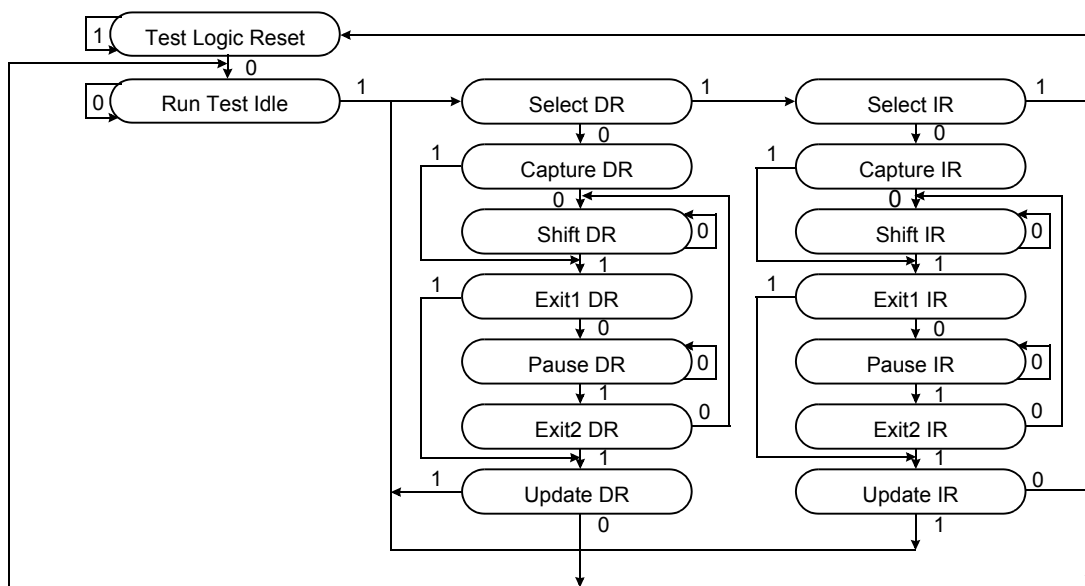 1 Test Logic Reset
0
0 Run Test Idle 1
Select DR 1
Select IR 1
0 0
1 Capture DR
1 Capture IR
0 0
Shift DR 0
Shift IR 0
1 1
1 Exit1 DR
1 Exit1 IR
0 0
Pause DR 0
Pause IR 0
1 1
Exit2 DR 0
Exit2 IR 0
1 1
1 Update DR
Update IR 0
0 1